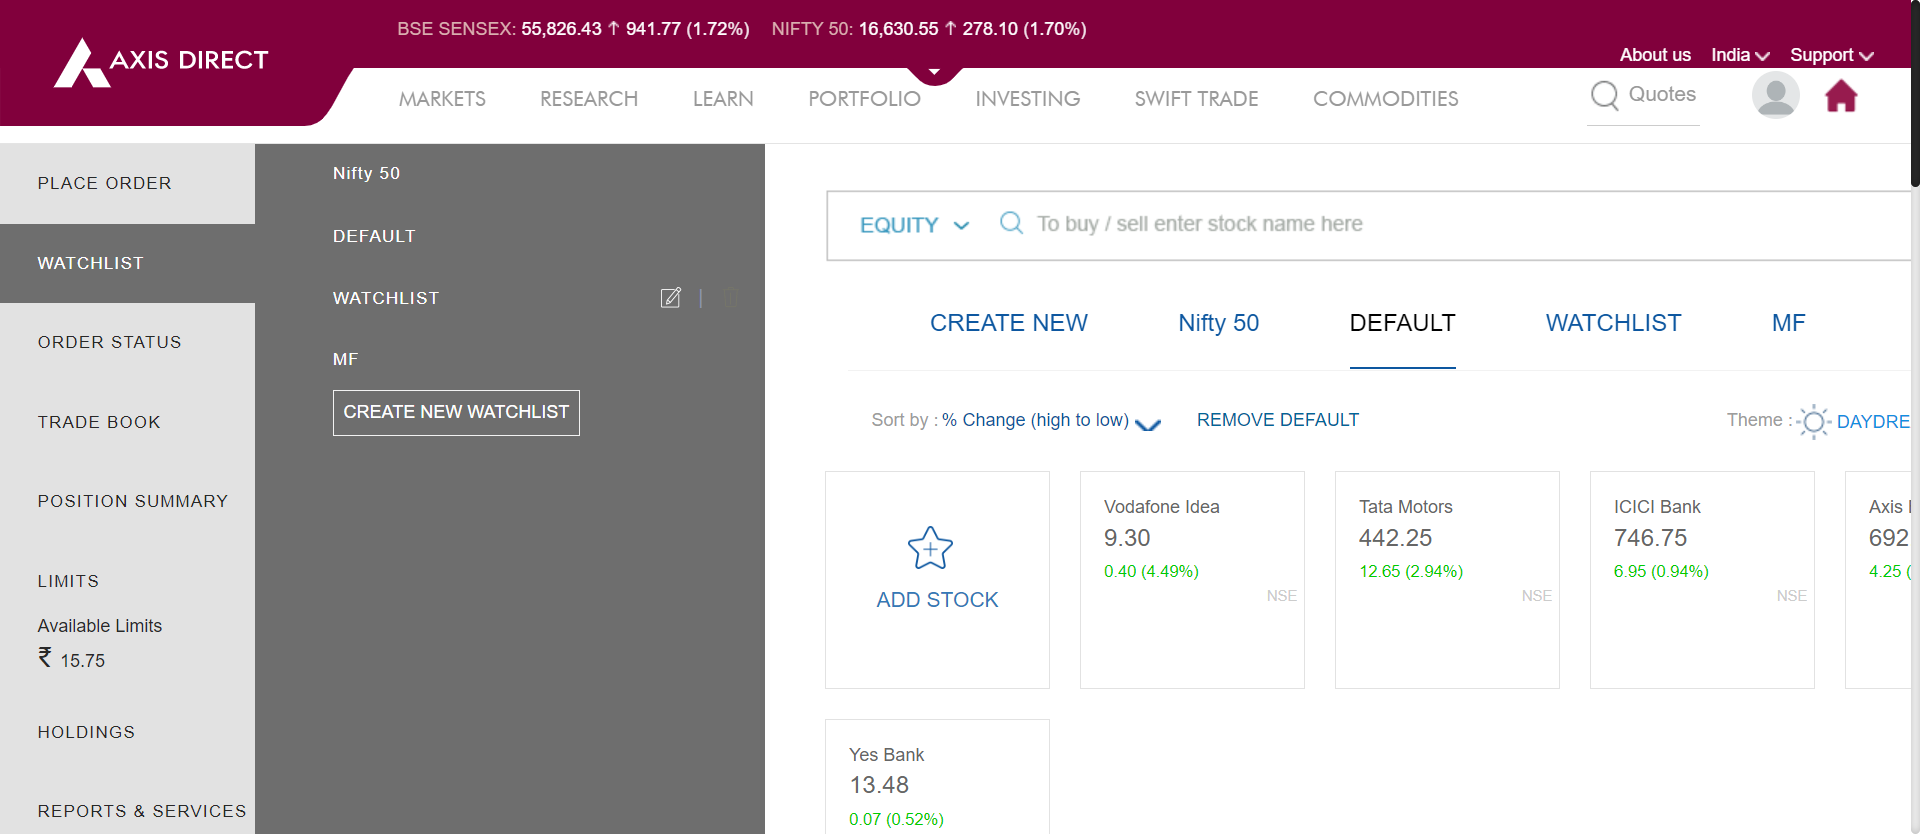 BSE SENSEX: 55,826.43 ↑ 941.77 (1.72%) NIFTY 50: 16,630.55 ↑ 278.10 (1.70%)
About us India Support
AXIS DIRECT
MARKETS RESEARCH LEARN PORTFOLIO INVESTING SWIFT TRADE COMMODITIES Quotes
PLACE ORDER
WATCHLIST
ORDER STATUS
TRADE BOOK
POSITION SUMMARY
LIMITS
Available Limits
₹ 15.75
HOLDINGS
REPORTS & SERVICES
Nifty 50
DEFAULT
WATCHLIST
MF
CREATE NEW WATCHLIST
EQUITY To buy / sell enter stock name here
CREATE NEW Nifty 50 DEFAULT WATCHLIST MF
Sort by : % Change (high to low) REMOVE DEFAULT Theme : DAYDRE
ADD STOCK
Vodafone Idea
9.30
0.40 (4.49%)
NSE
Tata Motors
442.25
12.65 (2.94%)
NSE
ICICI Bank
746.75
6.95 (0.94%)
NSE
Axis
692
4.25 (
Yes Bank
13.48
0.07 (0.52%)